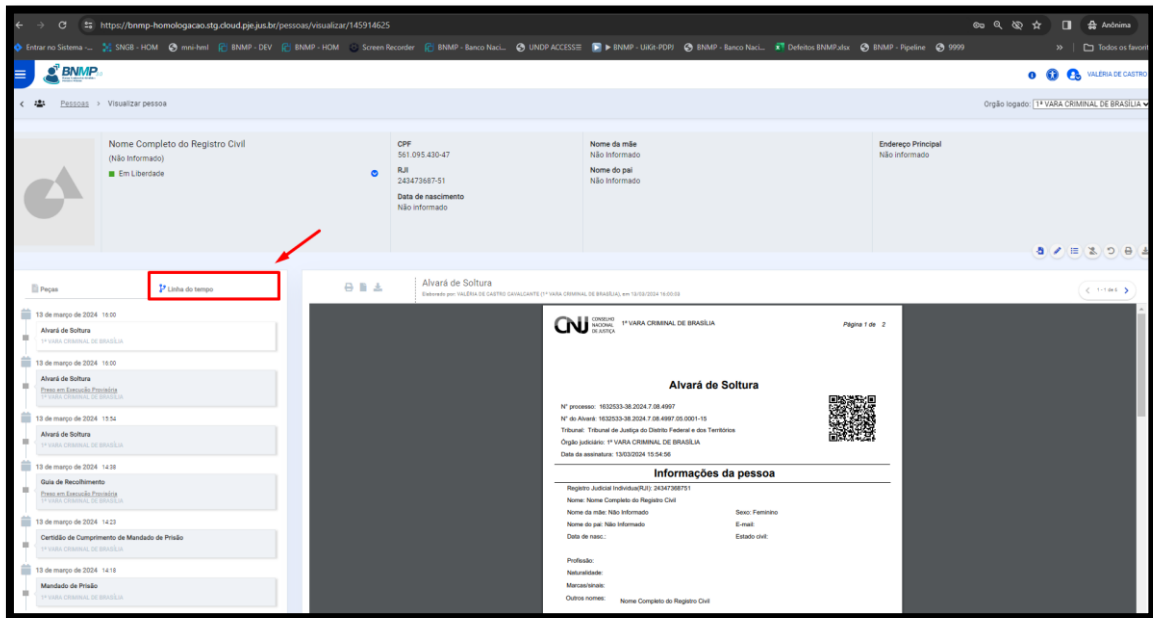 https://bnmp-homologacao.stg.cloud.pje.jus.br/pessoas/visualizar/145914625
Anônima
Entrar no Sistema -...
SNGB - HOM
mni-hml
BNMP - DEV
BNMP - HOM
Screen Recorder
BNMP - Banco Naci...
UNDP ACCESS☰
▶ BNMP - UiKit-PDPJ
BNMP - Banco Naci...
Defeitos BNMP.xlsx
BNMP - Pipeline
9999
»
Todos os favorit
BNMP
VALÉRIA DE CASTRO
Pessoas > Visualizar pessoa
Orgão logado: 1ª VARA CRIMINAL DE BRASÍLIA
Nome Completo do Registro Civil
(Não Informado)
Em Liberdade
CPF
561.095.430-47
RJI
243473687-51
Data de nascimento
Não informado
Nome da mãe
Não Informado
Nome do pai
Não Informado
Endereço Principal
Não informado
Peças
Linha do tempo
13 de março de 2024 16:00
Alvará de Soltura
1ª VARA CRIMINAL DE BRASÍLIA
13 de março de 2024 16:00
Alvará de Soltura
Preso em Execução Provisória
1ª VARA CRIMINAL DE BRASÍLIA
13 de março de 2024 15:54
Alvará de Soltura
1ª VARA CRIMINAL DE BRASÍLIA
13 de março de 2024 14:38
Guia de Recolhimento
Preso em Execução Provisória
1ª VARA CRIMINAL DE BRASÍLIA
13 de março de 2024 14:23
Certidão de Cumprimento de Mandado de Prisão
1ª VARA CRIMINAL DE BRASÍLIA
13 de março de 2024 14:18
Mandado de Prisão
1ª VARA CRIMINAL DE BRASÍLIA
Alvará de Soltura
Elaborado por: VALÉRIA DE CASTRO CAVALCANTE (1ª VARA CRIMINAL DE BRASÍLIA), em
CNJ
CONSELHO
NACIONAL
DE JUSTIÇA
1ª VARA CRIMINAL DE BRASÍLIA
Página 1 de 2
Alvará de Soltura
N° processo: 1632533-38.2024.7.08.4997
N° do Alvará: 1632533-38.2024.7.08.4997.05.0001-15
Tribunal: Tribunal de Justiça do Distrito Federal e dos Territórios
Órgão judiciário: 1ª VARA CRIMINAL DE BRASÍLIA
Data da assinatura: 13/03/2024 15:54:56
Informações da pessoa
Registro Judicial Individua(RJI): 24347368751
Nome: Nome Completo do Registro Civil
Nome da mãe: Não Informado
Sexo: Feminino
Nome do pai: Não Informado
E-mail:
Data de nasc.:
Estado civil:
Profissão:
Naturalidade:
Marcas/sinais:
Outros nomes: Nome Completo do Registro Civil